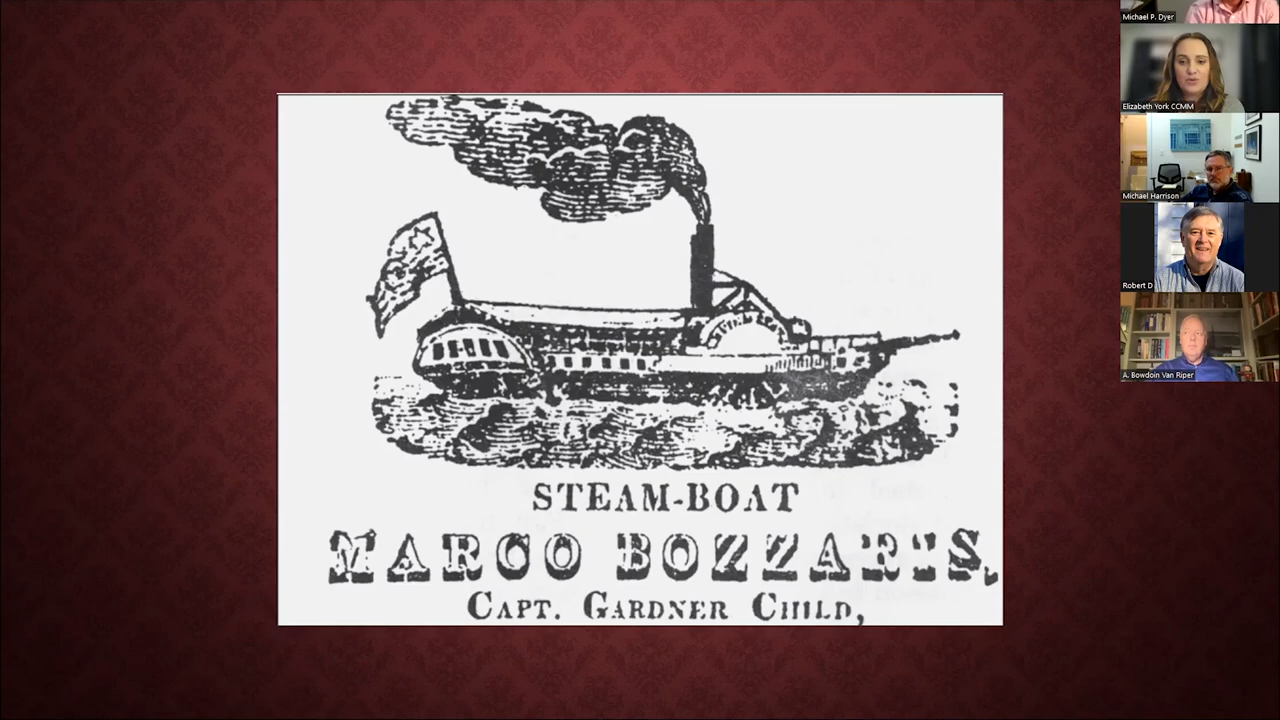 STEAM-BOAT
MARCO BOZZARIS,
CAPT. GARDNER CHILD,
Michael P. Dyer
Elizabeth York CCMM
Michael Harrison
Robert D
A. Bowdoin Van Riper